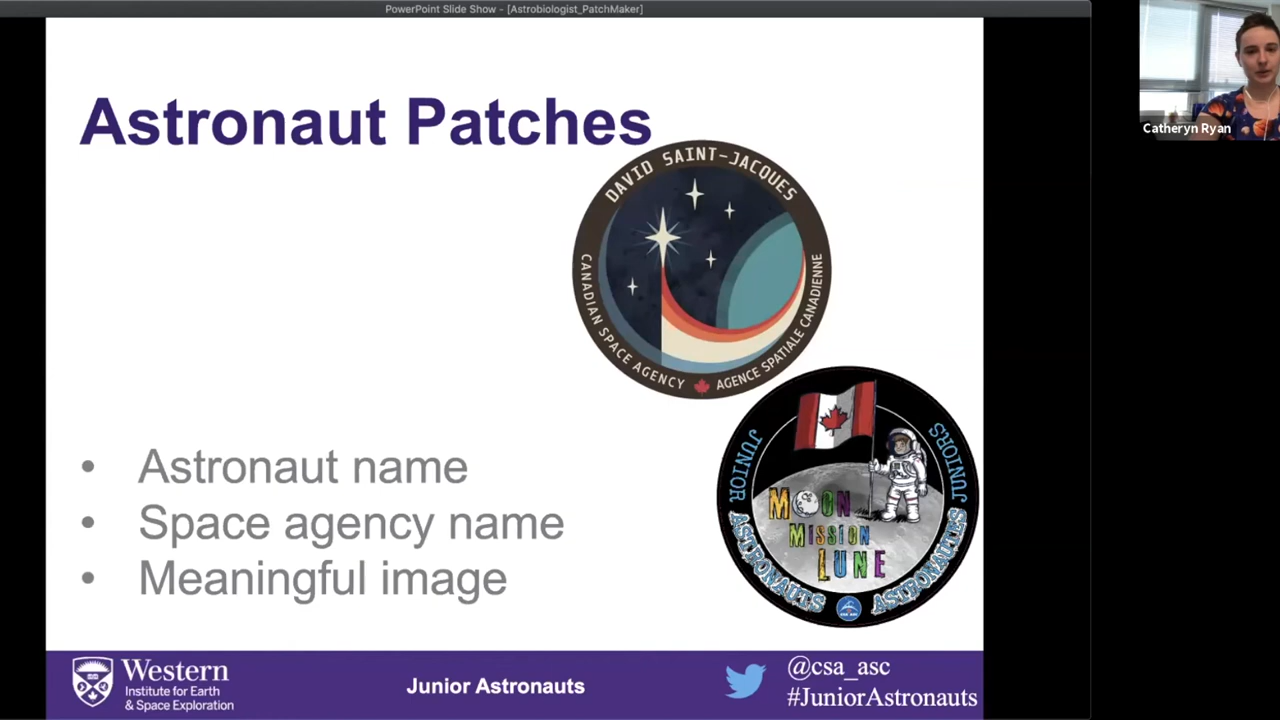 PowerPoint Slide Show - [Astrobiologist_PatchMaker]
Catheryn Ryan
Astronaut Patches
DAVID SAINT-JACQUES
CANADIAN SPACE AGENCY
AGENCE SPATIALE CANADIENNE
JUNIOR ASTRONAUTS
JUNIORS ASTRONAUTES
MOON
MISSION
LUNE
• Astronaut name
• Space agency name
• Meaningful image
Western
Institute for Earth
& Space Exploration
Junior Astronauts
@csa_asc
#JuniorAstronauts